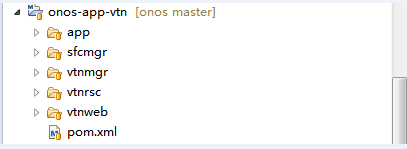 onos-app-vtn [onos master]
app
sfcmgr
vtnmgr
vtnrsc
vtnweb
pom.xml